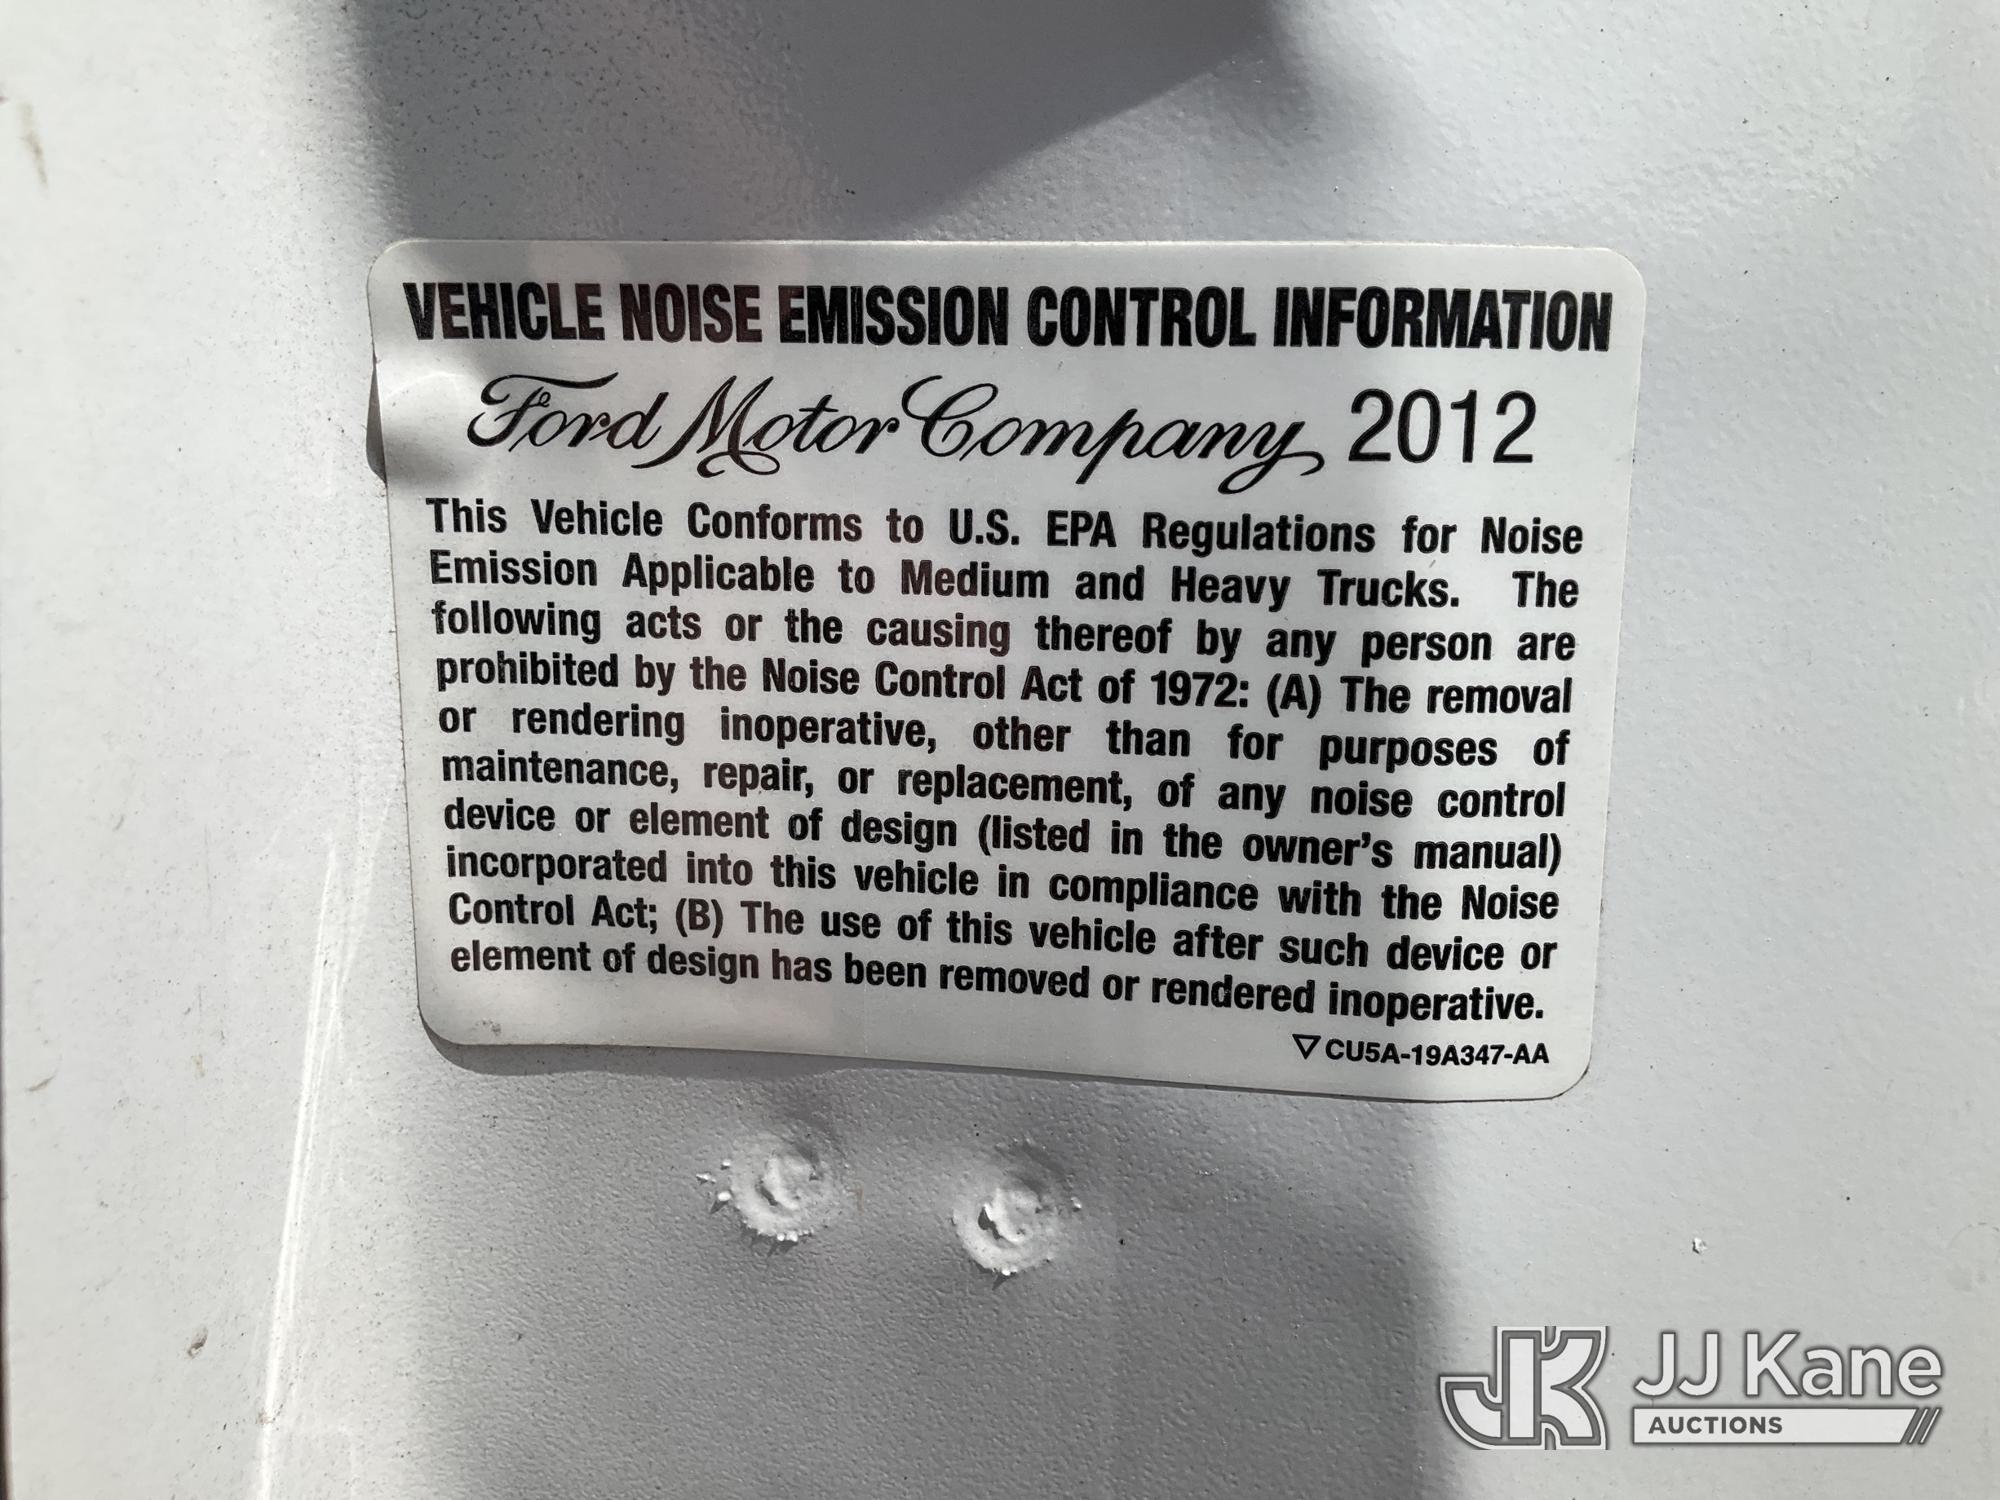 VEHICLE NOISE EMISSION CONTROL INFORMATION
Ford Motor Company 2012
This Vehicle Conforms to U.S. EPA Regulations for Noise
Emission Applicable to Medium and Heavy Trucks. The
following acts or the causing thereof by any person are
prohibited by the Noise Control Act of 1972: (A) The removal
or rendering inoperative, other than for purposes of
maintenance, repair, or replacement, of any noise control
device or element of design (listed in the owner's manual)
incorporated into this vehicle in compliance with the Noise
Control Act; (B) The use of this vehicle after such device or
element of design has been removed or rendered inoperative.
▽ CU5A-19A347-AA
JK JJ Kane
AUCTIONS